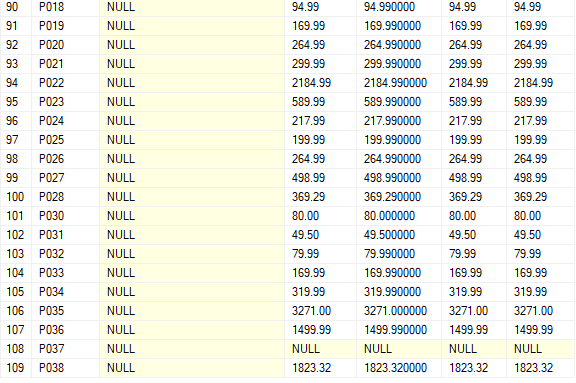 90 P018 NULL 94.99 94.990000 94.99 94.99
91 P019 NULL 169.99 169.990000 169.99 169.99
92 P020 NULL 264.99 264.990000 264.99 264.99
93 P021 NULL 299.99 299.990000 299.99 299.99
94 P022 NULL 2184.99 2184.990000 2184.99 2184.99
95 P023 NULL 589.99 589.990000 589.99 589.99
96 P024 NULL 217.99 217.990000 217.99 217.99
97 P025 NULL 199.99 199.990000 199.99 199.99
98 P026 NULL 264.99 264.990000 264.99 264.99
99 P027 NULL 498.99 498.990000 498.99 498.99
100 P028 NULL 369.29 369.290000 369.29 369.29
101 P030 NULL 80.00 80.000000 80.00 80.00
102 P031 NULL 49.50 49.500000 49.50 49.50
103 P032 NULL 79.99 79.990000 79.99 79.99
104 P033 NULL 169.99 169.990000 169.99 169.99
105 P034 NULL 319.99 319.990000 319.99 319.99
106 P035 NULL 3271.00 3271.000000 3271.00 3271.00
107 P036 NULL 1499.99 1499.990000 1499.99 1499.99
108 P037 NULL NULL NULL NULL NULL
109 P038 NULL 1823.32 1823.320000 1823.32 1823.32